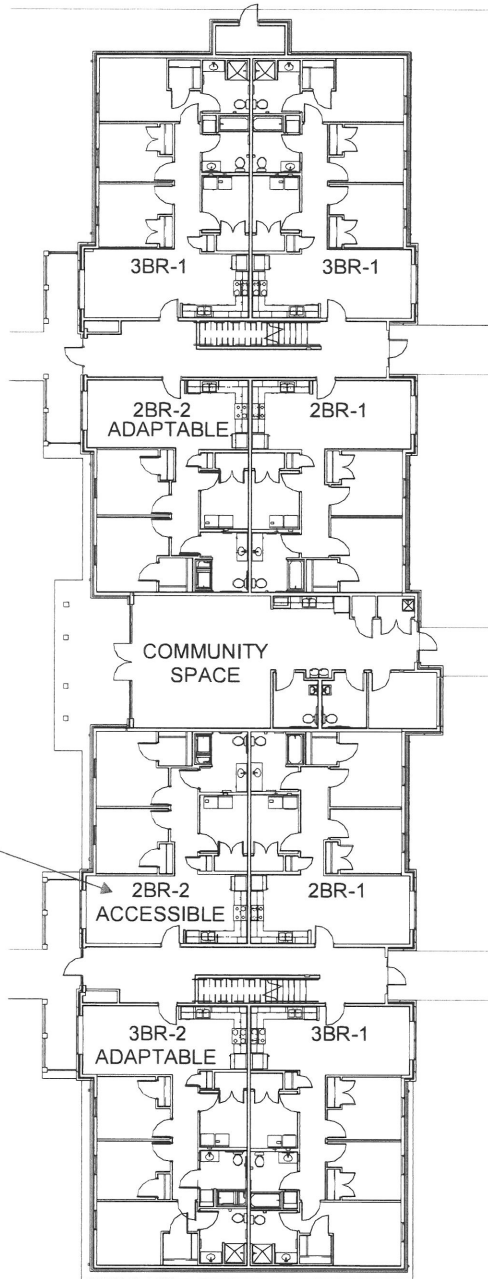 3BR-1
3BR-1
2BR-2
ADAPTABLE
2BR-1
COMMUNITY
SPACE
2BR-2
ACCESSIBLE
2BR-1
3BR-2
ADAPTABLE
3BR-1